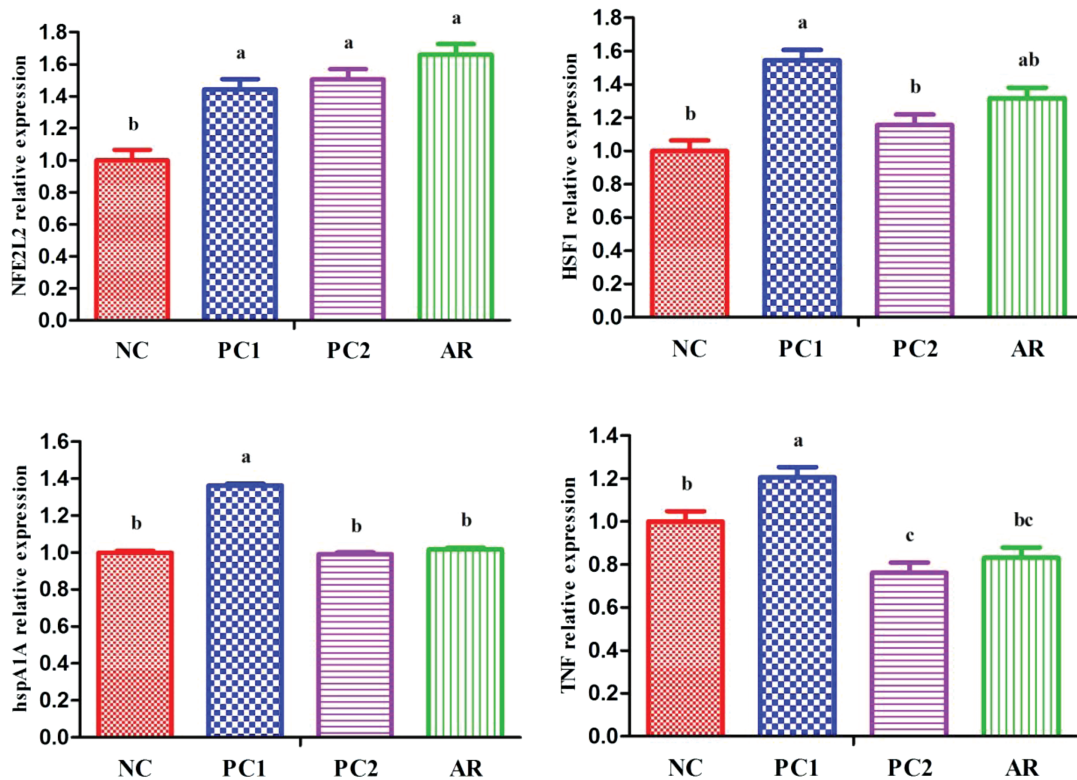 NFE2L2 relative expression
1.8
1.6
1.4
1.2
1.0
0.8
0.6
0.4
0.2
0.0
b
a
a
a
NC PC1 PC2 AR
HSF1 relative expression
1.8
1.6
1.4
1.2
1.0
0.8
0.6
0.4
0.2
0.0
b
a
b
ab
NC PC1 PC2 AR
hspA1A relative expression
1.6
1.4
1.2
1.0
0.8
0.6
0.4
0.2
0.0
b
a
b
b
NC PC1 PC2 AR
TNF relative expression
1.4
1.2
1.0
0.8
0.6
0.4
0.2
0.0
b
a
c
bc
NC PC1 PC2 AR